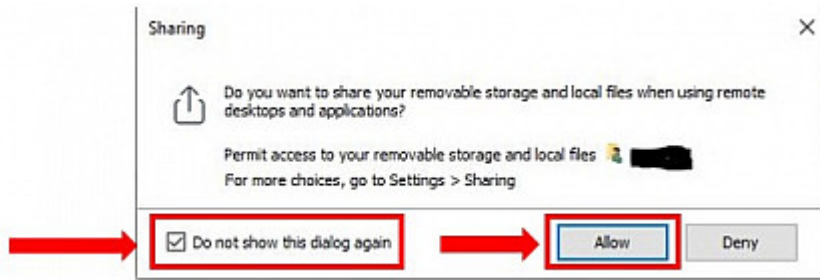 Sharing
Do you want to share your removable storage and local files when using remote
desktops and applications?
Permit access to your removable storage and local files
For more choices, go to Settings > Sharing
Do not show this dialog again
Allow
Deny